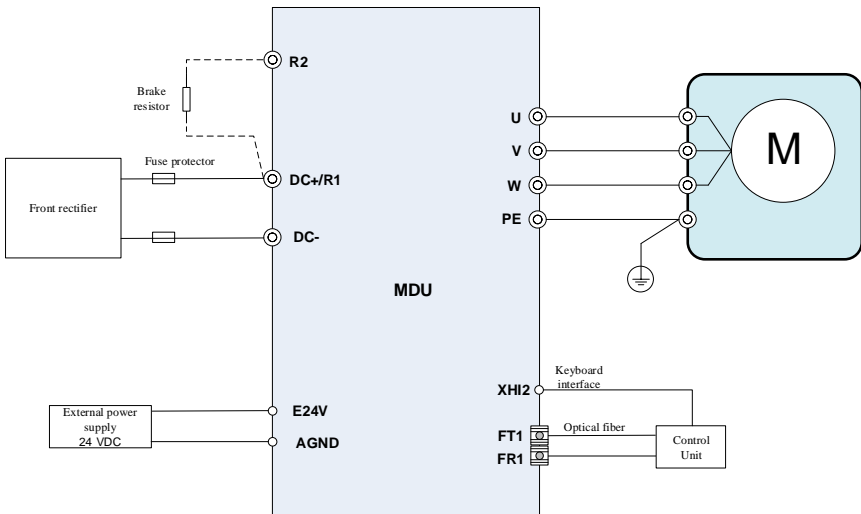 R2
Brake
resistor
Fuse protector
DC+/R1
Front rectifier
DC-
U
V
W
PE
M
MDU
XHI2
Keyboard
interface
External power
supply
24 VDC
E24V
AGND
FT1
Optical fiber
FR1
Control
Unit